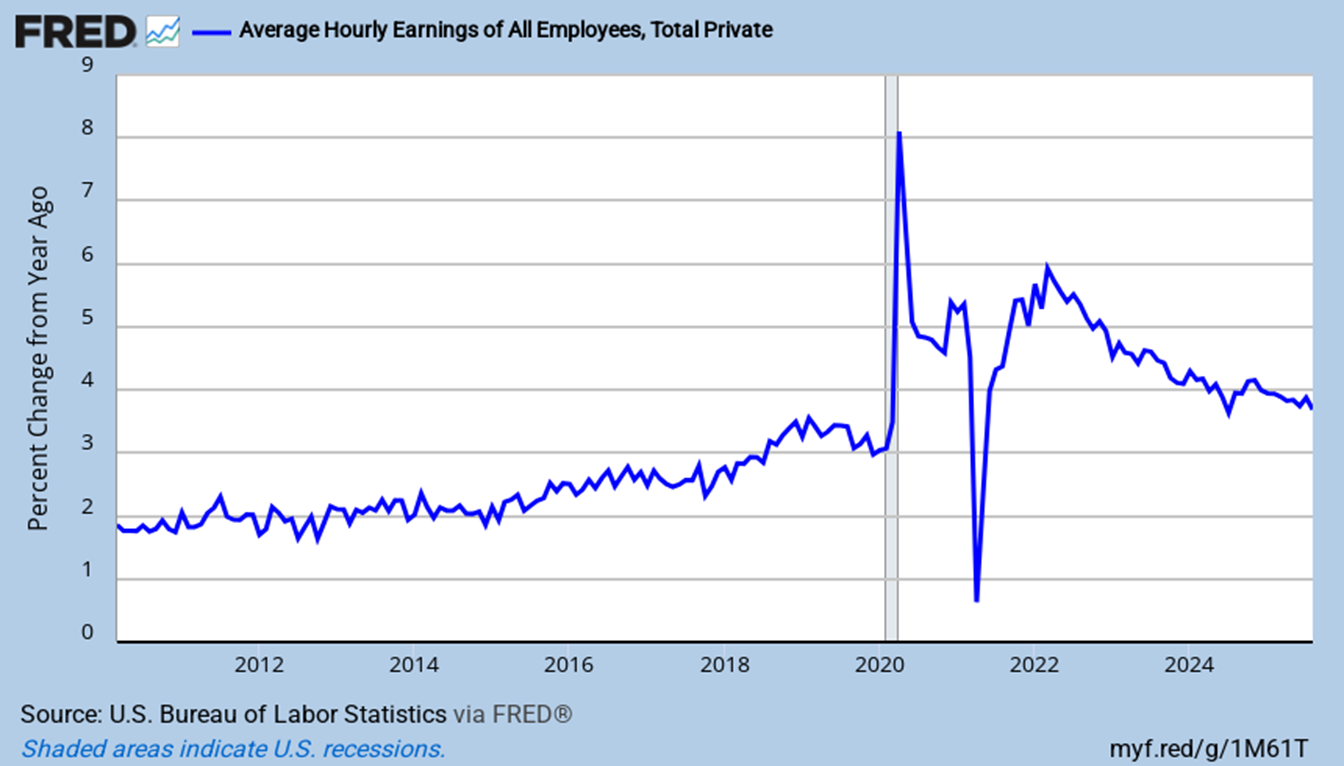 FRED Average Hourly Earnings of All Employees, Total Private
9
8
7
6
5
4
3
2
1
0
Percent Change from Year Ago
2012 2014 2016 2018 2020 2022 2024
Source: U.S. Bureau of Labor Statistics via FRED®
Shaded areas indicate U.S. recessions. myf.red/g/1M61T